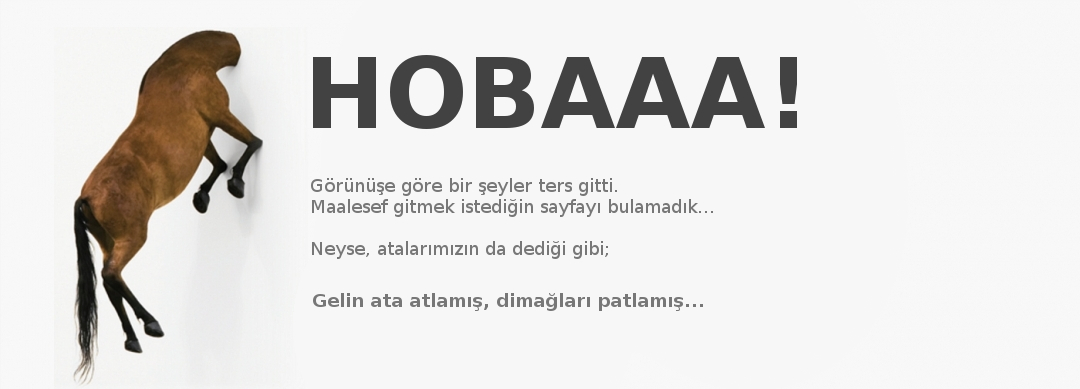 HOBAAA!
Görünüşe göre bir şeyler ters gitti.
Maalesef gitmek istediğin sayfayı bulamadık...
Neyse, atalarımızın da dediği gibi;
Gelin ata atlamış, dimağları patlamış...